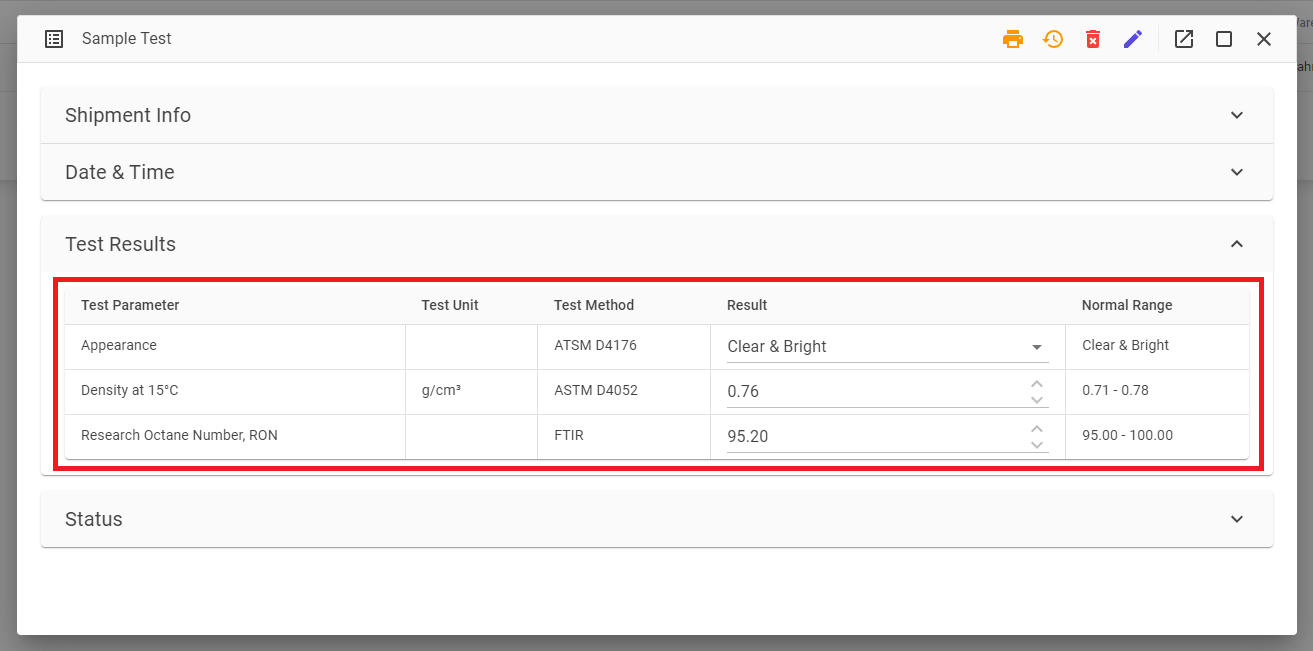 Sample Test
Shipment Info
Date & Time
Test Results
Test Parameter Test Unit Test Method Result Normal Range
Appearance ATSM D4176 Clear & Bright Clear & Bright
Density at 15°C g/cm³ ASTM D4052 0.76 0.71 - 0.78
Research Octane Number, RON FTIR 95.20 95.00 - 100.00
Status